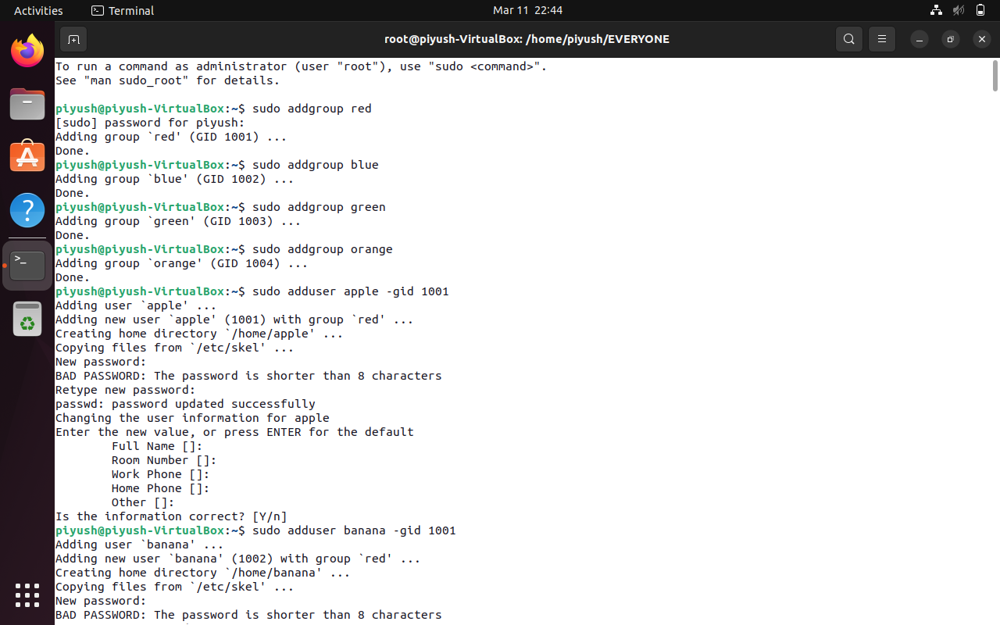 Activities
Terminal
Mar 11 22:44
root@piyush-VirtualBox: /home/piyush/EVERYONE
To run a command as administrator (user "root"), use "sudo <command>".
See "man sudo_root" for details.
piyush@piyush-VirtualBox:~$ sudo addgroup red
[sudo] password for piyush:
Adding group `red' (GID 1001) ...
Done.
piyush@piyush-VirtualBox:~$ sudo addgroup blue
Adding group `blue' (GID 1002) ...
Done.
piyush@piyush-VirtualBox:~$ sudo addgroup green
Adding group `green' (GID 1003) ...
Done.
piyush@piyush-VirtualBox:~$ sudo addgroup orange
Adding group `orange' (GID 1004) ...
Done.
piyush@piyush-VirtualBox:~$ sudo adduser apple -gid 1001
Adding user `apple' ...
Adding new user `apple' (1001) with group `red' ...
Creating home directory `/home/apple' ...
Copying files from `/etc/skel' ...
New password:
BAD PASSWORD: The password is shorter than 8 characters
Retype new password:
passwd: password updated successfully
Changing the user information for apple
Enter the new value, or press ENTER for the default
Full Name []:
Room Number []:
Work Phone []:
Home Phone []:
Other []:
Is the information correct? [Y/n]
piyush@piyush-VirtualBox:~$ sudo adduser banana -gid 1001
Adding user `banana' ...
Adding new user `banana' (1002) with group `red' ...
Creating home directory `/home/banana' ...
Copying files from `/etc/skel' ...
New password:
BAD PASSWORD: The password is shorter than 8 characters